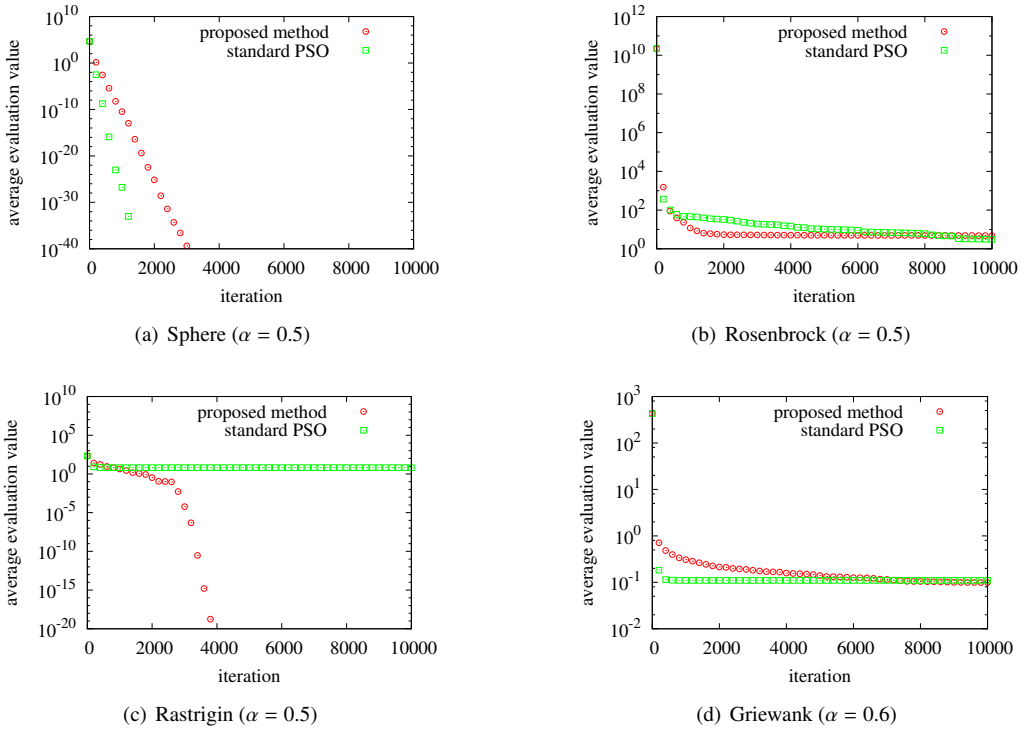 10^10
10^0
10^-10
10^-20
10^-30
10^-40
average evaluation value
proposed method
standard PSO
0 2000 4000 6000 8000 10000
iteration
(a) Sphere (α = 0.5)
10^12
10^10
10^8
10^6
10^4
10^2
10^0
average evaluation value
proposed method
standard PSO
0 2000 4000 6000 8000 10000
iteration
(b) Rosenbrock (α = 0.5)
10^10
10^5
10^0
10^-5
10^-10
10^-15
10^-20
average evaluation value
proposed method
standard PSO
0 2000 4000 6000 8000 10000
iteration
(c) Rastrigin (α = 0.5)
10^3
10^2
10^1
10^0
10^-1
10^-2
average evaluation value
proposed method
standard PSO
0 2000 4000 6000 8000 10000
iteration
(d) Griewank (α = 0.6)